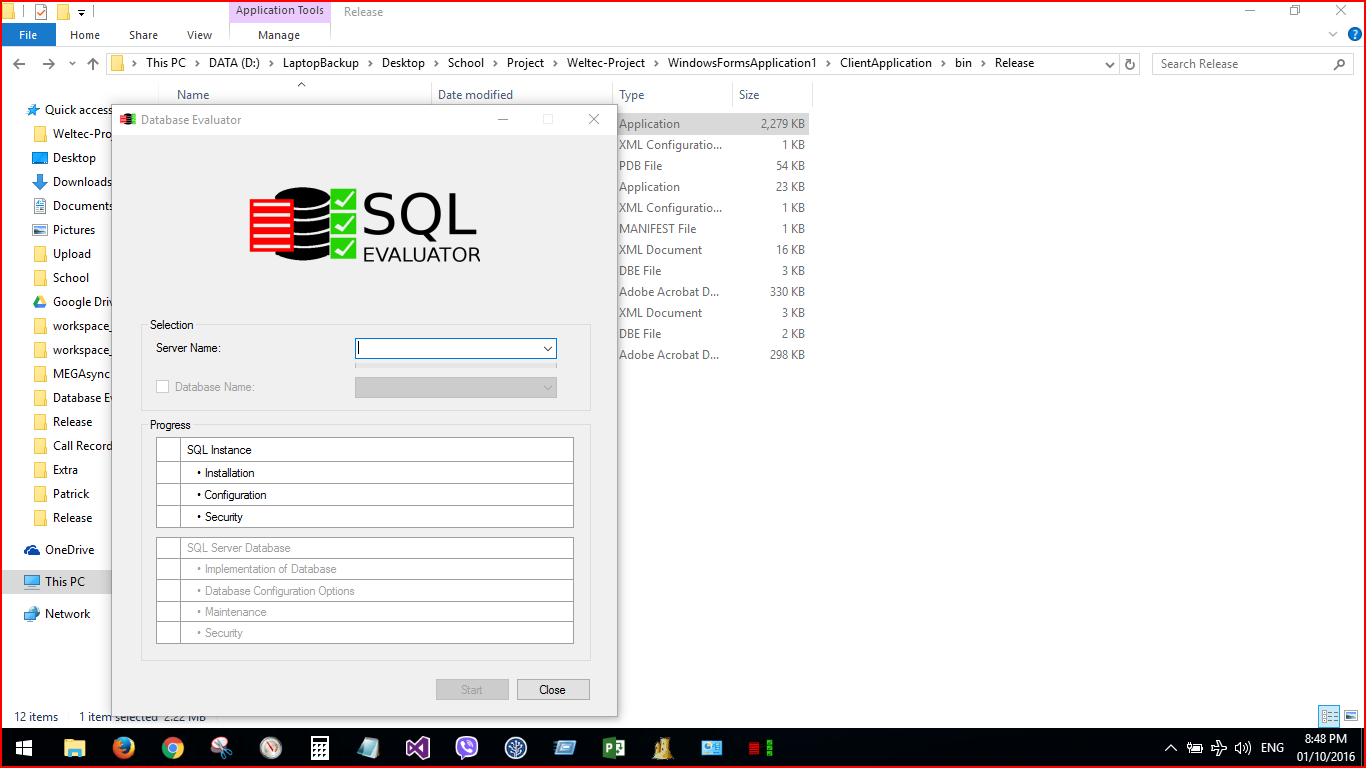 Application Tools
Release
File
Home
Share
View
Manage
This PC
DATA (D:)
LaptopBackup
Desktop
School
Project
Weltec-Project
WindowsFormsApplication1
ClientApplication
bin
Release
Search Release
Name
Date modified
Type
Size
Quick access
Weltec-Pro
Desktop
Downloads
Documents
Pictures
Upload
School
Google Driv
workspace_
workspace_
MEGAsync
Database Ev
Release
Call Record
Extra
Patrick
Release
OneDrive
This PC
Network
Database Evaluator
SQL
EVALUATOR
Selection
Server Name:
Database Name:
Progress
SQL Instance
• Installation
• Configuration
• Security
SQL Server Database
• Implementation of Database
• Database Configuration Options
• Maintenance
• Security
Start
Close
Application 2,279 KB
XML Configuratio... 1 KB
PDB File 54 KB
Application 23 KB
XML Configuratio... 1 KB
MANIFEST File 1 KB
XML Document 16 KB
DBE File 3 KB
Adobe Acrobat D... 330 KB
XML Document 3 KB
DBE File 2 KB
Adobe Acrobat D... 298 KB
12 items
1 item selected 2.22 MB
ENG
8:48 PM
01/10/2016